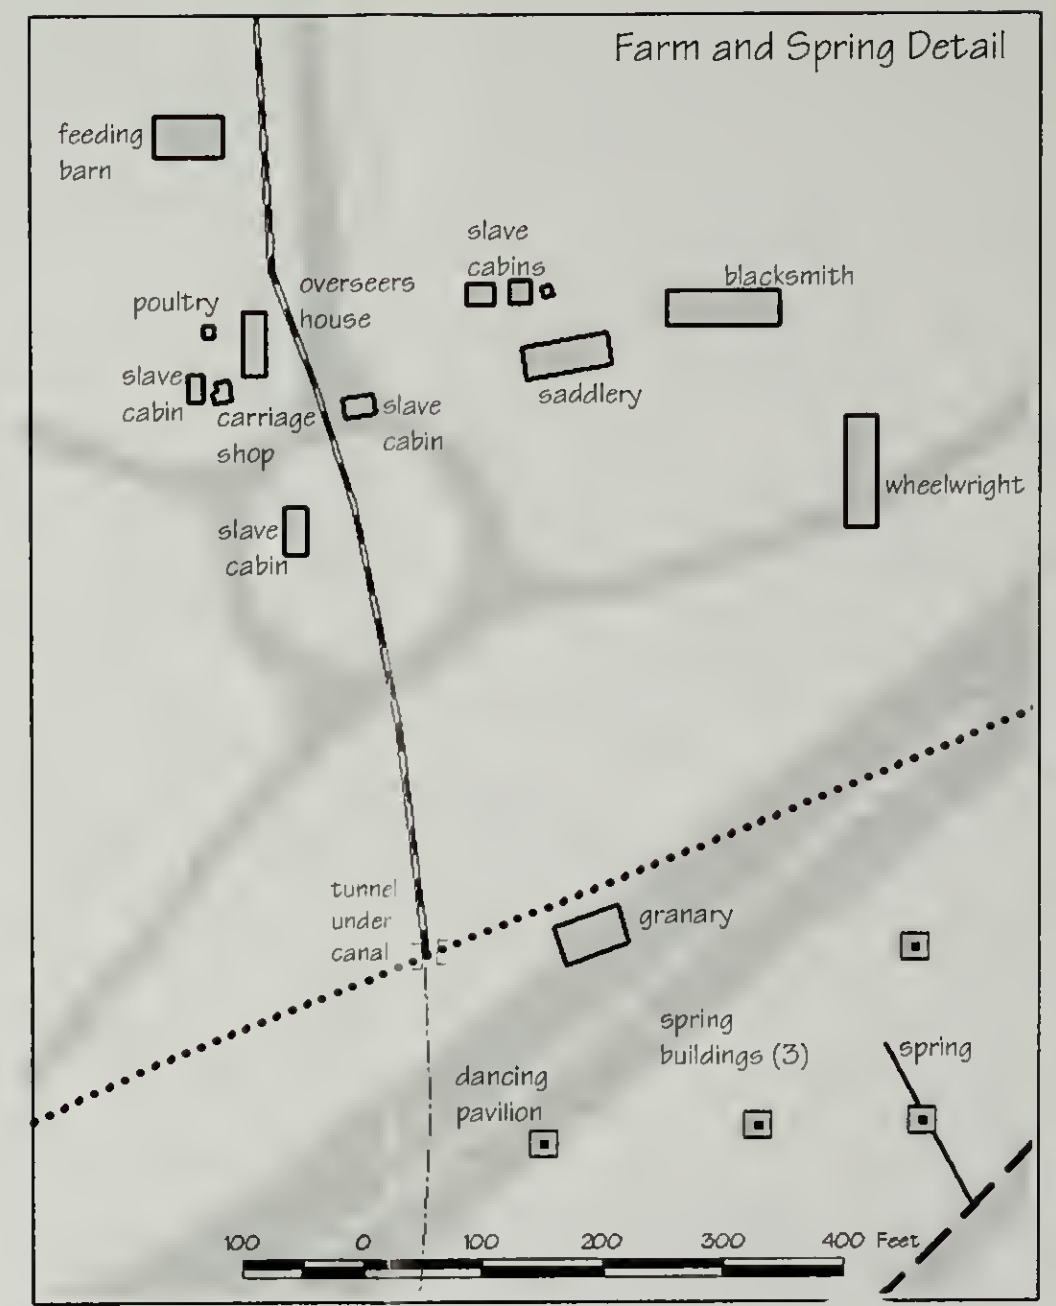 Farm and Spring Detail
feeding
barn
slave
cabins
blacksmith
overseers
house
poultry
saddlery
slave
cabin
carriage
shop
slave
cabin
wheelwright
slave
cabin
tunnel
under
canal
granary
spring
buildings (3)
spring
dancing
pavilion
100 0 100 200 300 400 Feet